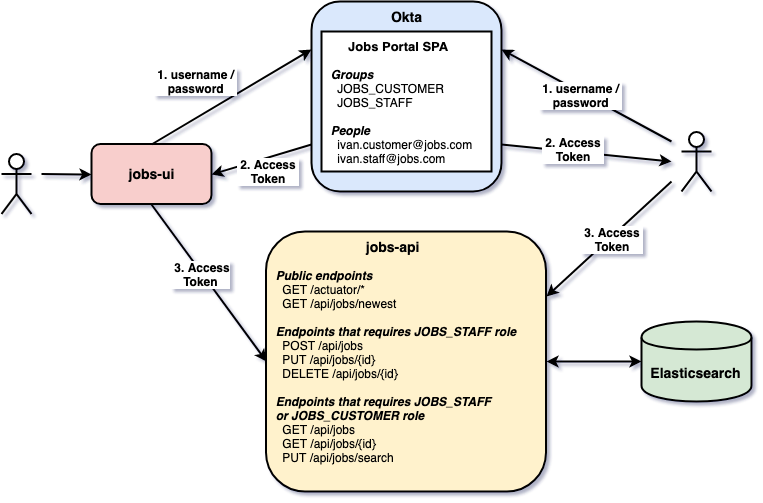 Okta
Jobs Portal SPA
Groups
JOBS_CUSTOMER
JOBS_STAFF
People
ivan.customer@jobs.com
ivan.staff@jobs.com
1. username /
password
1. username /
password
2. Access
Token
2. Access
Token
jobs-ui
3. Access
Token
3. Access
Token
jobs-api
Public endpoints
GET /actuator/*
GET /api/jobs/newest
Endpoints that requires JOBS_STAFF role
POST /api/jobs
PUT /api/jobs/{id}
DELETE /api/jobs/{id}
Endpoints that requires JOBS_STAFF
or JOBS_CUSTOMER role
GET /api/jobs
GET /api/jobs/{id}
PUT /api/jobs/search
Elasticsearch